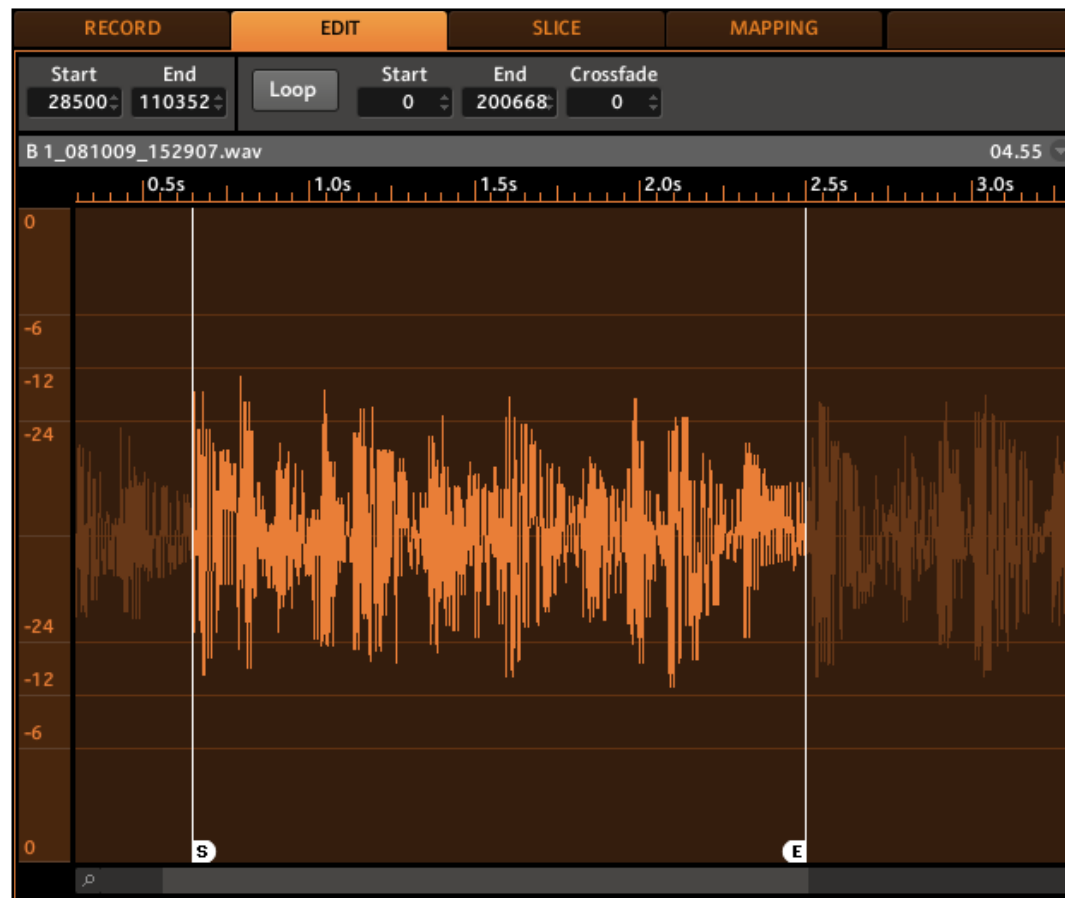 RECORD EDIT SLICE MAPPING
Start End Start End Crossfade
28500 110352 Loop 0 200668 0
B 1_081009_152907.wav 04.55
0.5s 1.0s 1.5s 2.0s 2.5s 3.0s
0
-6
-12
-24
-24
-12
-6
0
S E